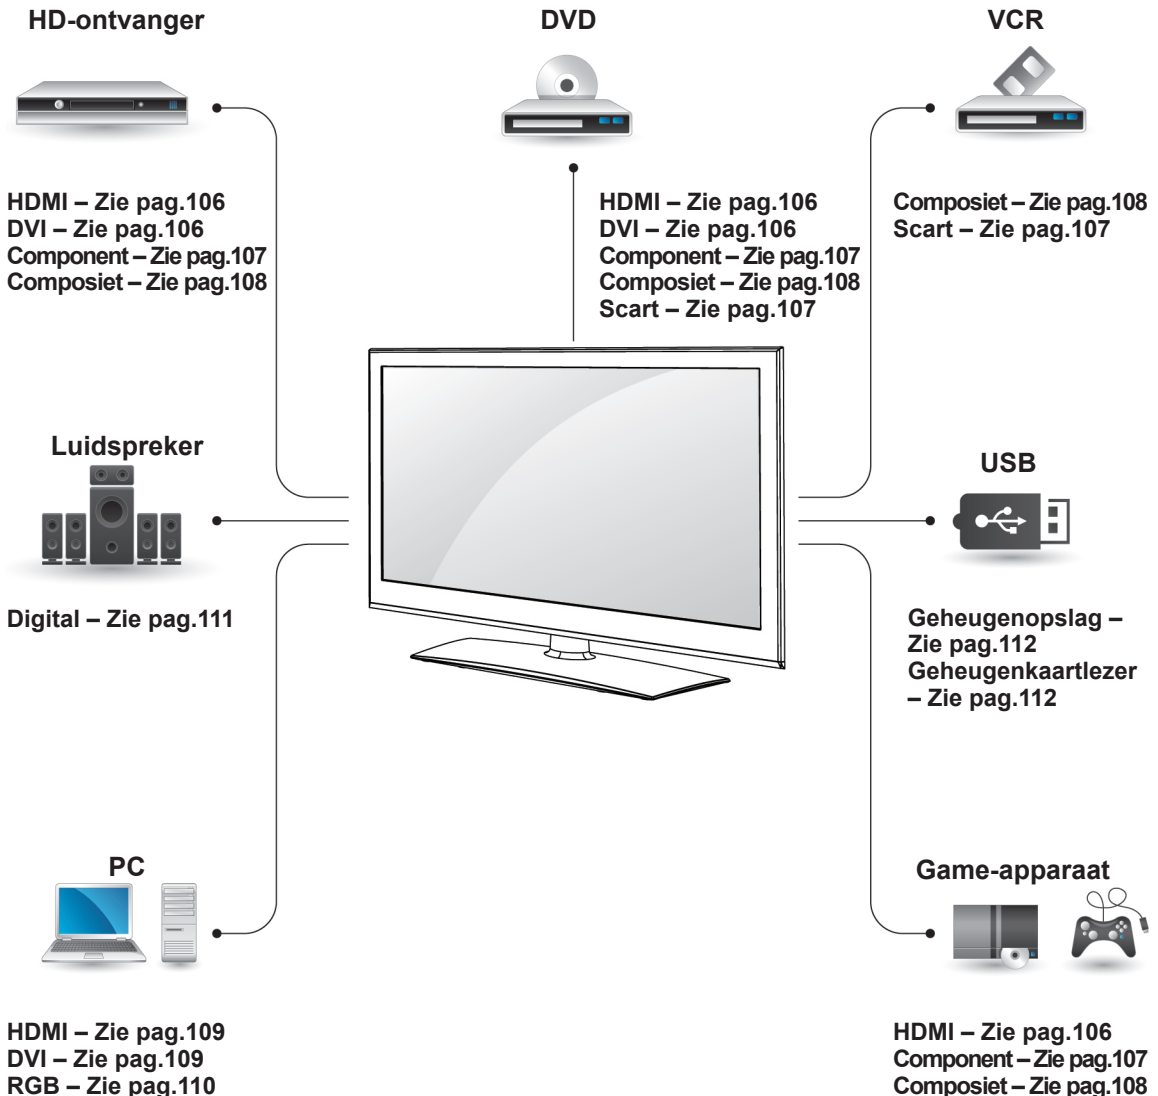 HD-ontvanger
HDMI – Zie pag.106
DVI – Zie pag.106
Component – Zie pag.107
Composiet – Zie pag.108
DVD
HDMI – Zie pag.106
DVI – Zie pag.106
Component – Zie pag.107
Composiet – Zie pag.108
Scart – Zie pag.107
VCR
Composiet – Zie pag.108
Scart – Zie pag.107
Luidspreker
Digital – Zie pag.111
USB
Geheugenopslag –
Zie pag.112
Geheugenkaartlezer
– Zie pag.112
PC
HDMI – Zie pag.109
DVI – Zie pag.109
RGB – Zie pag.110
Game-apparaat
HDMI – Zie pag.106
Component – Zie pag.107
Composiet – Zie pag.108